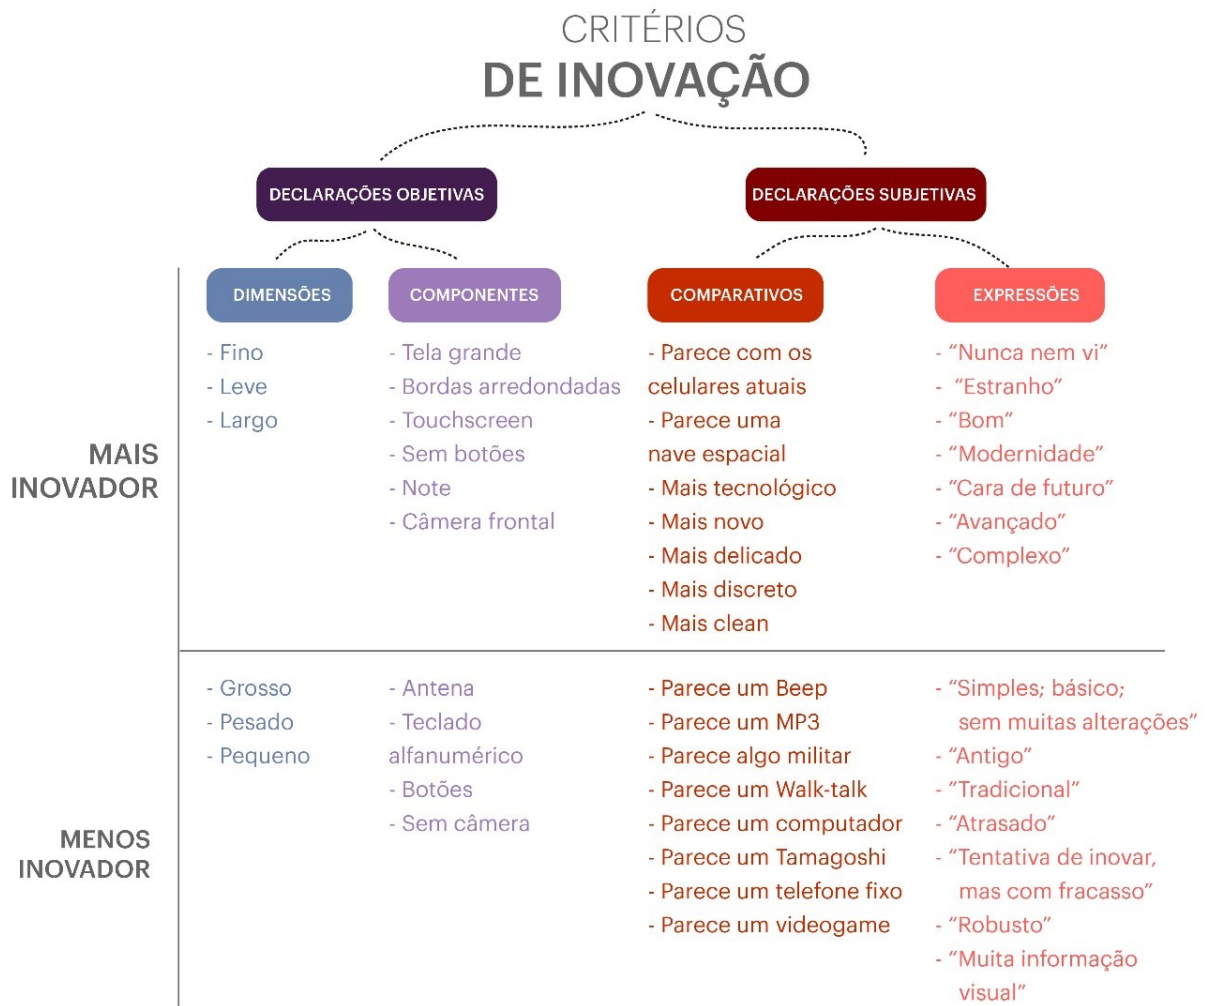 CRITÉRIOS
DE INOVAÇÃO
DECLARAÇÕES OBJETIVAS
DECLARAÇÕES SUBJETIVAS
DIMENSÕES
COMPONENTES
COMPARATIVOS
EXPRESSÕES
MAIS
INOVADOR
- Fino
- Leve
- Largo
- Tela grande
- Bordas arredondadas
- Touchscreen
- Sem botões
- Note
- Câmera frontal
- Parece com os
celulares atuais
- Parece uma
nave espacial
- Mais tecnológico
- Mais novo
- Mais delicado
- Mais discreto
- Mais clean
- “Nunca nem vi”
- “Estranho”
- “Bom”
- “Modernidade”
- “Cara de futuro”
- “Avançado”
- “Complexo”
MENOS
INOVADOR
- Grosso
- Pesado
- Pequeno
- Antena
- Teclado
alfanumérico
- Botões
- Sem câmera
- Parece um Beep
- Parece um MP3
- Parece algo militar
- Parece um Walk-talk
- Parece um computador
- Parece um Tamagoshi
- Parece um telefone fixo
- Parece um videogame
- “Simples; básico;
sem muitas alterações”
- “Antigo”
- “Tradicional”
- “Atrasado”
- “Tentativa de inovar,
mas com fracasso”
- “Robusto”
- “Muita informação
visual”